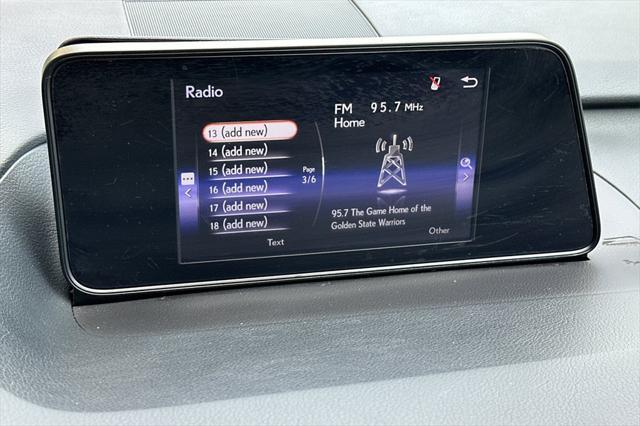 Radio
FM 95.7 MHz
Home
13 (add new)
14 (add new)
15 (add new)
16 (add new)
17 (add new)
18 (add new)
Page
3/6
95.7 The Game Home of the
Golden State Warriors
Text
Other